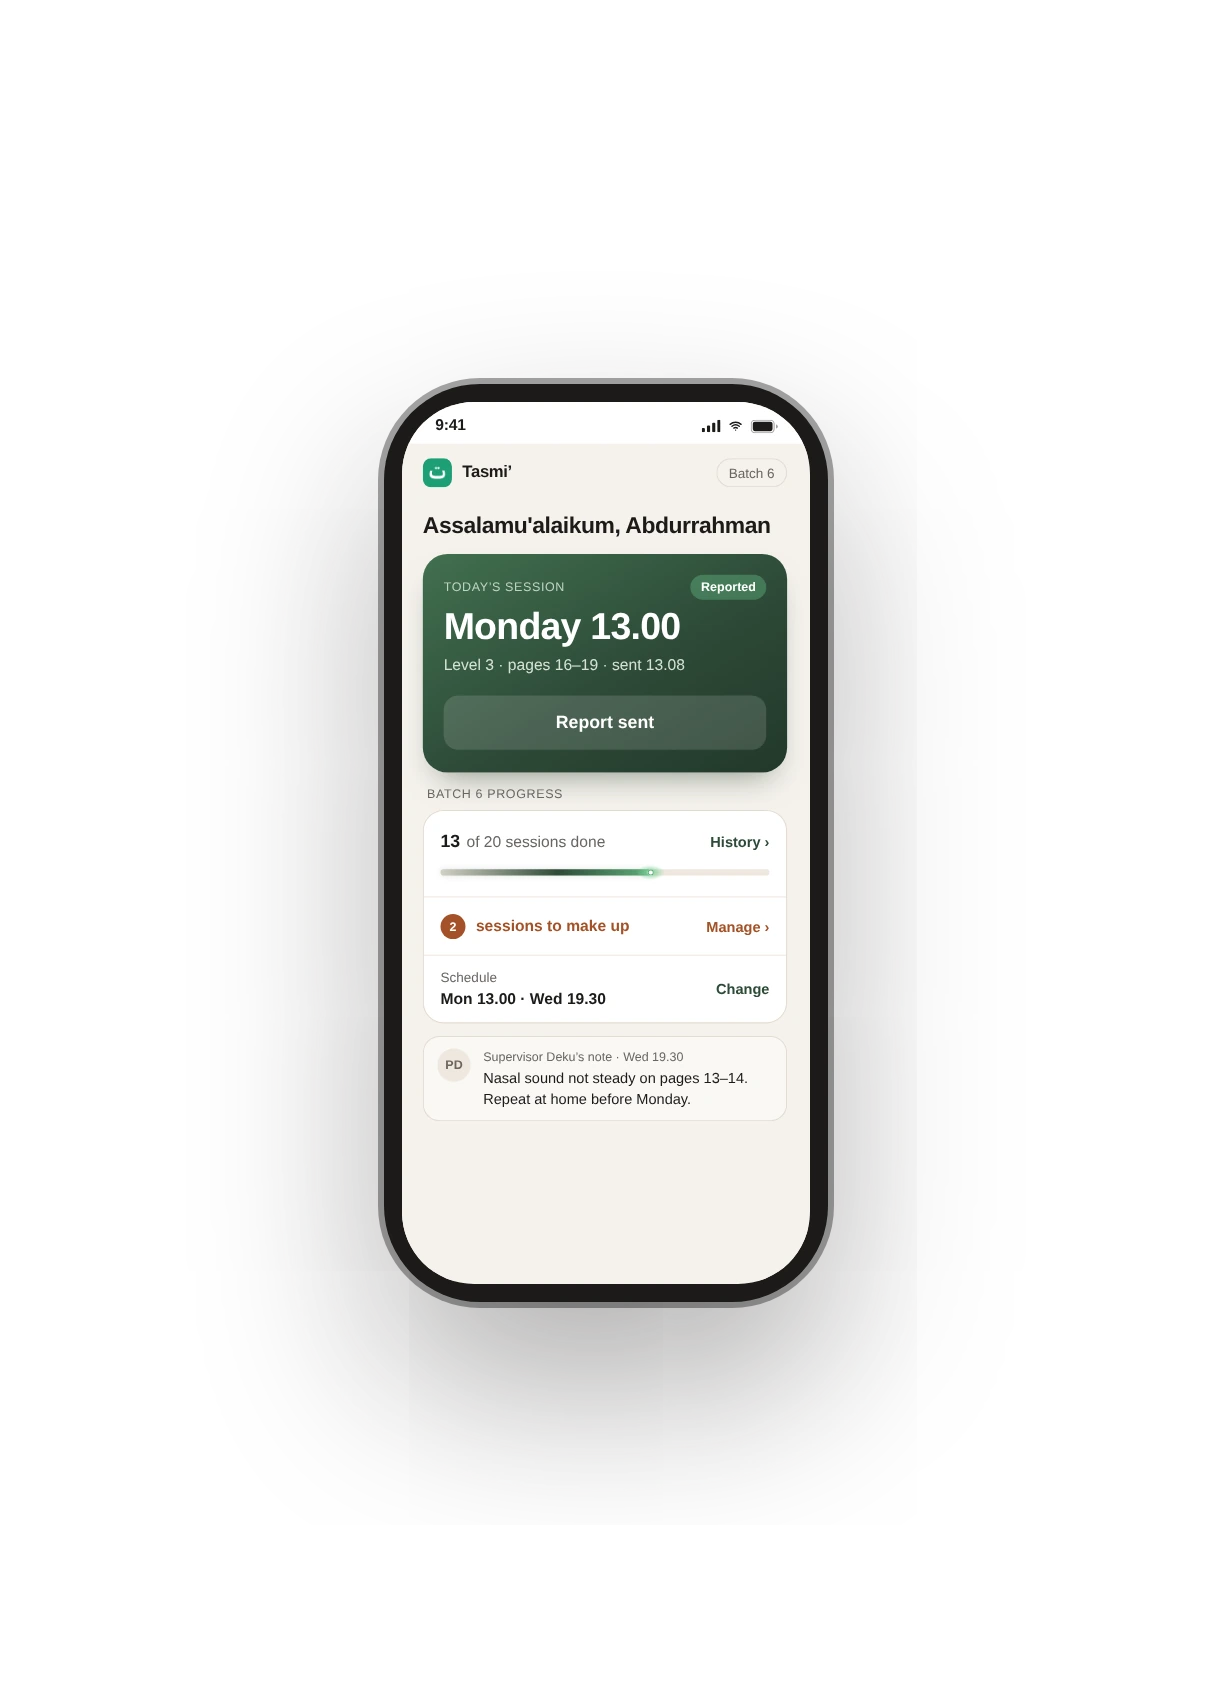 9:41
ت
Tasmi’
Batch 6
Assalamu'alaikum, Abdurrahman
TODAY’S SESSION
Reported
Monday 13.00
Level 3 · pages 16–19 · sent 13.08
Report sent
BATCH 6 PROGRESS
13 of 20 sessions done
History ›
2 sessions to make up
Manage ›
Schedule
Mon 13.00 · Wed 19.30
Change
PD
Supervisor Deku’s note · Wed 19.30
Nasal sound not steady on pages 13–14.
Repeat at home before Monday.